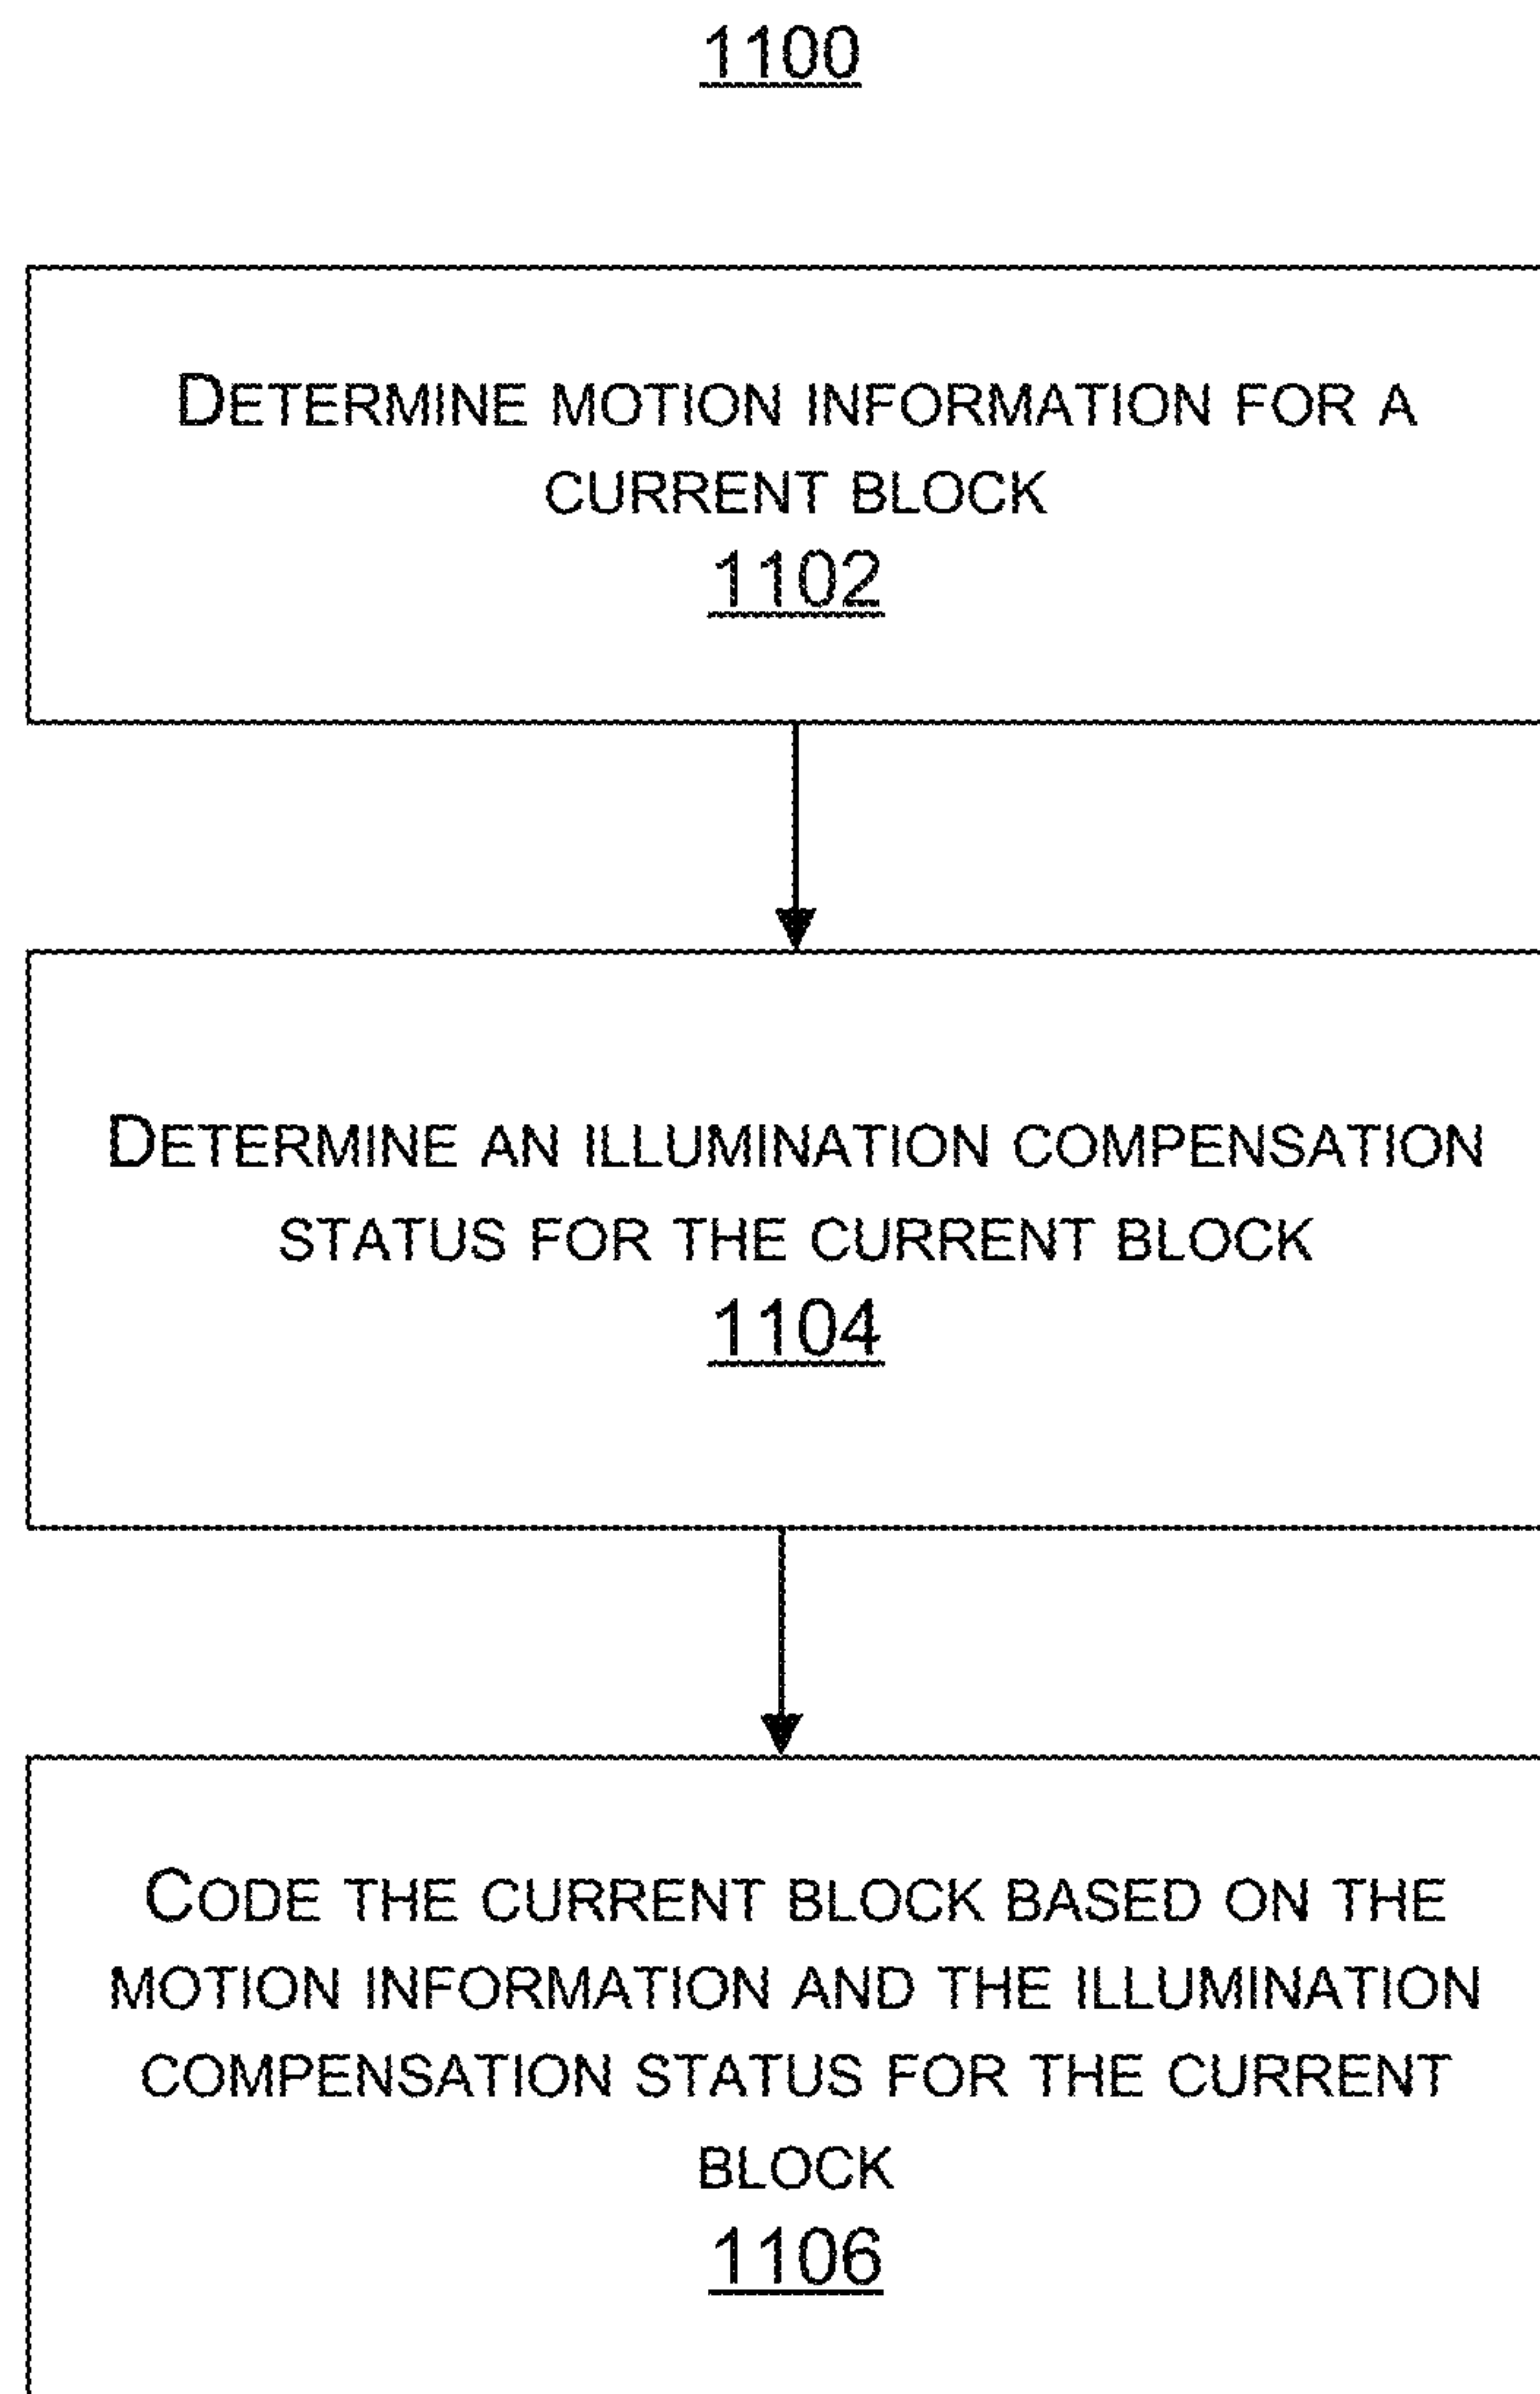 1100
DETERMINE MOTION INFORMATION FOR A
CURRENT BLOCK
1102
DETERMINE AN ILLUMINATION COMPENSATION
STATUS FOR THE CURRENT BLOCK
1104
CODE THE CURRENT BLOCK BASED ON THE
MOTION INFORMATION AND THE ILLUMINATION
COMPENSATION STATUS FOR THE CURRENT
BLOCK
1106